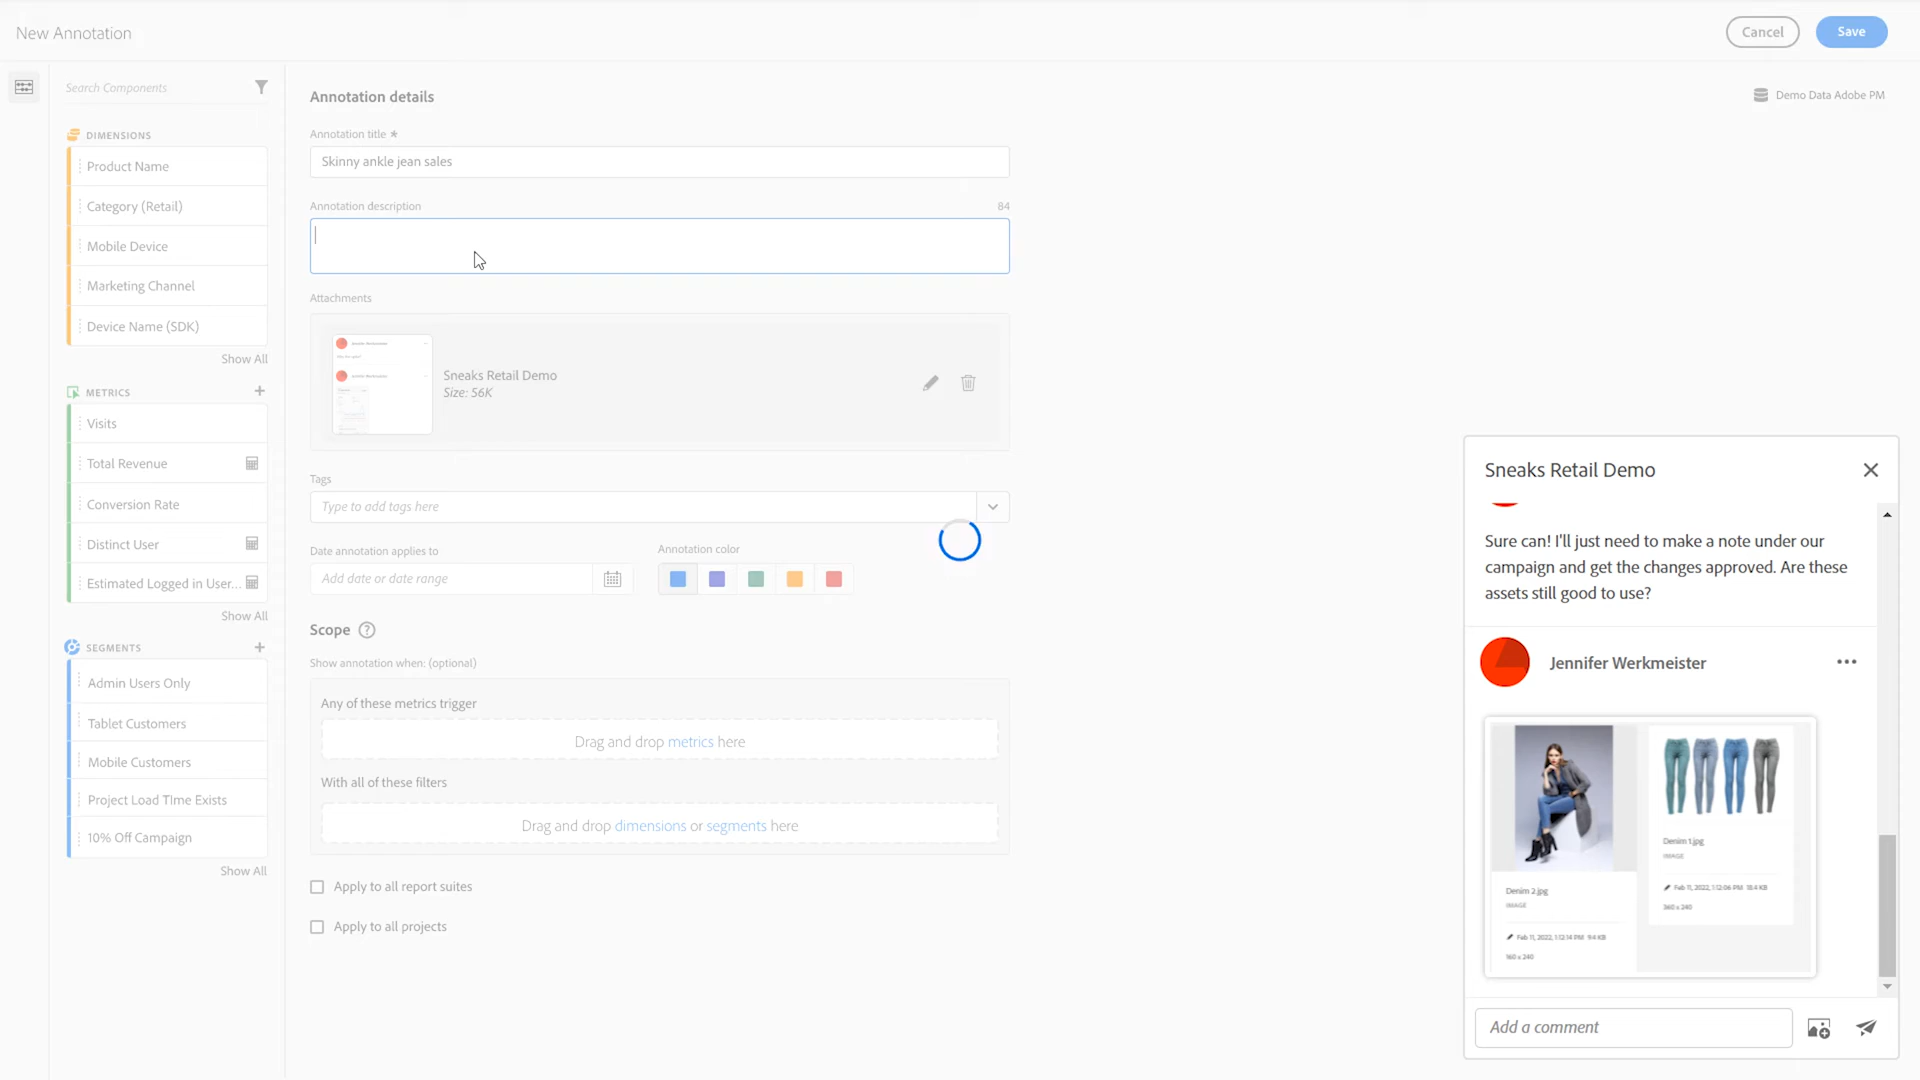 New Annotation
Cancel
Save
Search Components
DIMENSIONS
Product Name
Category (Retail)
Mobile Device
Marketing Channel
Device Name (SDK)
Show All
METRICS
Visits
Total Revenue
Conversion Rate
Distinct User
Estimated Logged in User...
Show All
SEGMENTS
Admin Users Only
Tablet Customers
Mobile Customers
Project Load TIme Exists
10% Off Campaign
Show All
Annotation details
Demo Data Adobe PM
Annotation title *
Skinny ankle jean sales
Annotation description
84
Attachments
Jennifer Werkmeister
Jennifer Werkmeister
Sneaks Retail Demo
Size: 56K
Tags
Type to add tags here
Date annotation applies to
Add date or date range
Annotation color
Scope ?
Show annotation when: (optional)
Any of these metrics trigger
Drag and drop metrics here
With all of these filters
Drag and drop dimensions or segments here
Apply to all report suites
Apply to all projects
Sneaks Retail Demo
Sure can! I'll just need to make a note under our
campaign and get the changes approved. Are these
assets still good to use?
Jennifer Werkmeister
Denim 2.jpg
IMAGE
Feb 11, 2022, 1:12:14 PM 9.4 KB
160 x 240
Denim 1.jpg
IMAGE
Feb 11, 2022, 1:12:06 PM 18.4 KB
360 x 240
Add a comment